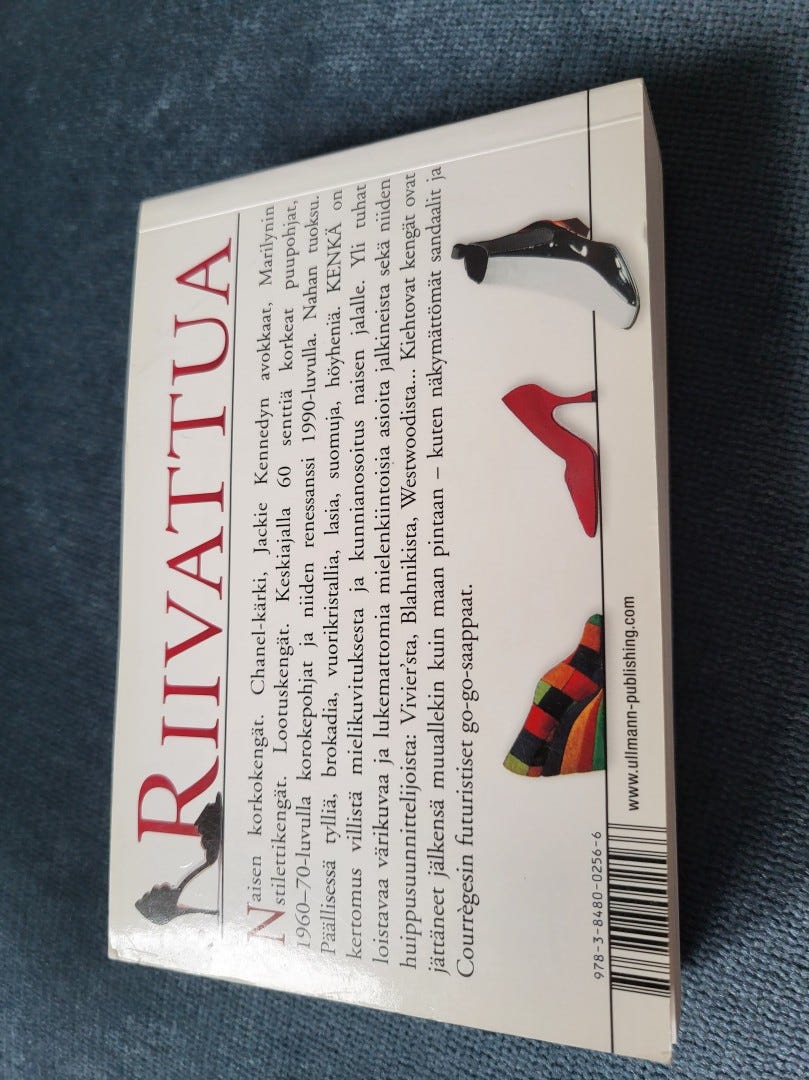 RIIVATTUA
Naisen korkokengät. Chanel-kärki, Jackie Kennedyn avokkaat, Marilynin
stilettikengät. Lootuskengät. Keskiajalla 60 senttiä korkeat puupohjat,
1960–70-luvulla korokepohjat ja niiden renessanssi 1990-luvulla. Nahan tuoksu.
Päällisessä tylliä, brokadia, vuorikristallia, lasia, suomuja, höyheniä. KENKÄ on
kertomus villistä mielikuvituksesta ja kunnianosoitus naisen jalalle. Yli tuhat
loistavaa värikuvaa ja lukemattomia mielenkiintoisia asioita jalkineista sekä niiden
huippusuunnittelijoista: Vivier'sta, Blahnikista, Westwoodista... Kiehtovat kengät ovat
jättäneet jälkensä muuallekin kuin maan pintaan – kuten näkymättömät sandaalit ja
Courrègesin futuristiset go-go-saappaat.
978-3-8480-0256-6
www.ullmann-publishing.com